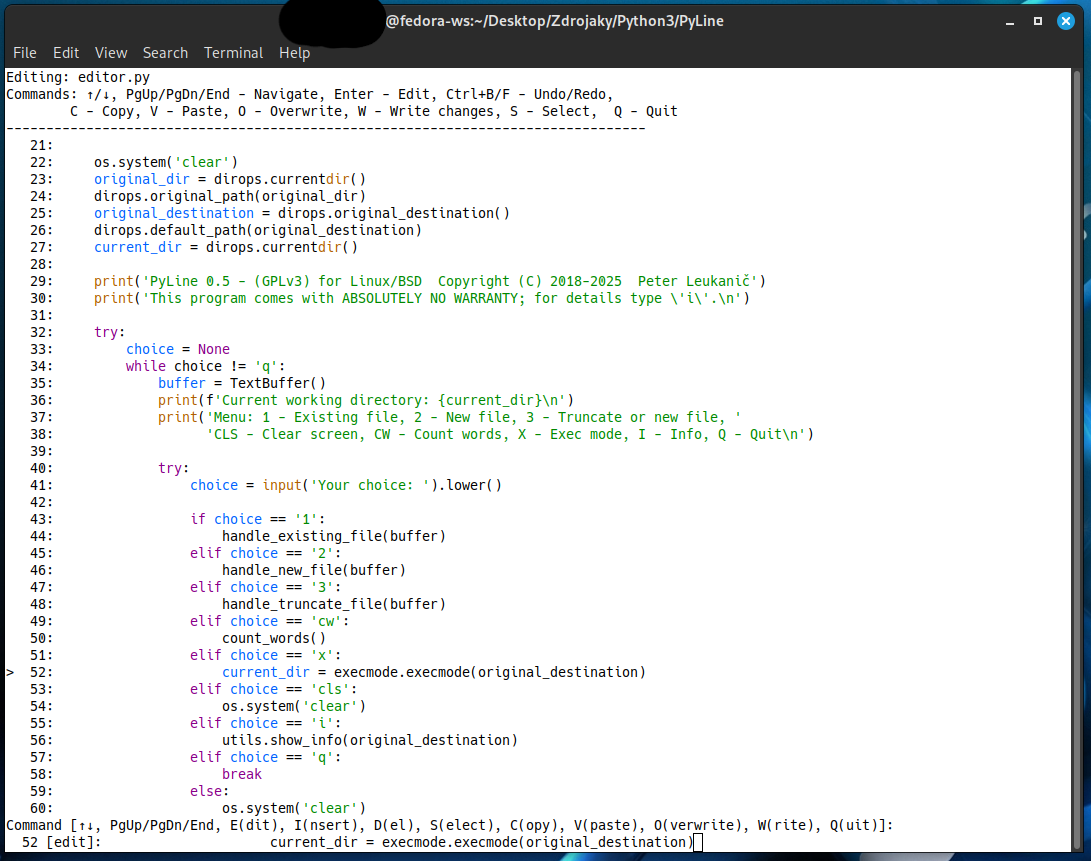 @fedora-ws:~/Desktop/Zdrojaky/Python3/PyLine
File Edit View Search Terminal Help
Editing: editor.py
Commands: ↑/↓, PgUp/PgDn/End - Navigate, Enter - Edit, Ctrl+B/F - Undo/Redo,
        C - Copy, V - Paste, O - Overwrite, W - Write changes, S - Select,  Q - Quit
--------------------------------------------------------------------------------
   21:
   22:     os.system('clear')
   23:     original_dir = dirops.currentdir()
   24:     dirops.original_path(original_dir)
   25:     original_destination = dirops.original_destination()
   26:     dirops.default_path(original_destination)
   27:     current_dir = dirops.currentdir()
   28:
   29:     print('PyLine 0.5 - (GPLv3) for Linux/BSD  Copyright (C) 2018-2025  Peter Leukanič')
   30:     print('This program comes with ABSOLUTELY NO WARRANTY; for details type \'i\'.\n')
   31:
   32:     try:
   33:         choice = None
   34:         while choice != 'q':
   35:             buffer = TextBuffer()
   36:             print(f'Current working directory: {current_dir}\n')
   37:             print('Menu: 1 - Existing file, 2 - New file, 3 - Truncate or new file, '
   38:                   'CLS - Clear screen, CW - Count words, X - Exec mode, I - Info, Q - Quit\n')
   39:
   40:             try:
   41:                 choice = input('Your choice: ').lower()
   42:
   43:                 if choice == '1':
   44:                     handle_existing_file(buffer)
   45:                 elif choice == '2':
   46:                     handle_new_file(buffer)
   47:                 elif choice == '3':
   48:                     handle_truncate_file(buffer)
   49:                 elif choice == 'cw':
   50:                     count_words()
   51:                 elif choice == 'x':
>  52:                     current_dir = execmode.execmode(original_destination)
   53:                 elif choice == 'cls':
   54:                     os.system('clear')
   55:                 elif choice == 'i':
   56:                     utils.show_info(original_destination)
   57:                 elif choice == 'q':
   58:                     break
   59:                 else:
   60:                     os.system('clear')
Command [↑↓, PgUp/PgDn/End, E(dit), I(nsert), D(el), S(elect), C(opy), V(paste), O(verwrite), W(rite), Q(uit)]:
  52 [edit]:                     current_dir = execmode.execmode(original_destination)